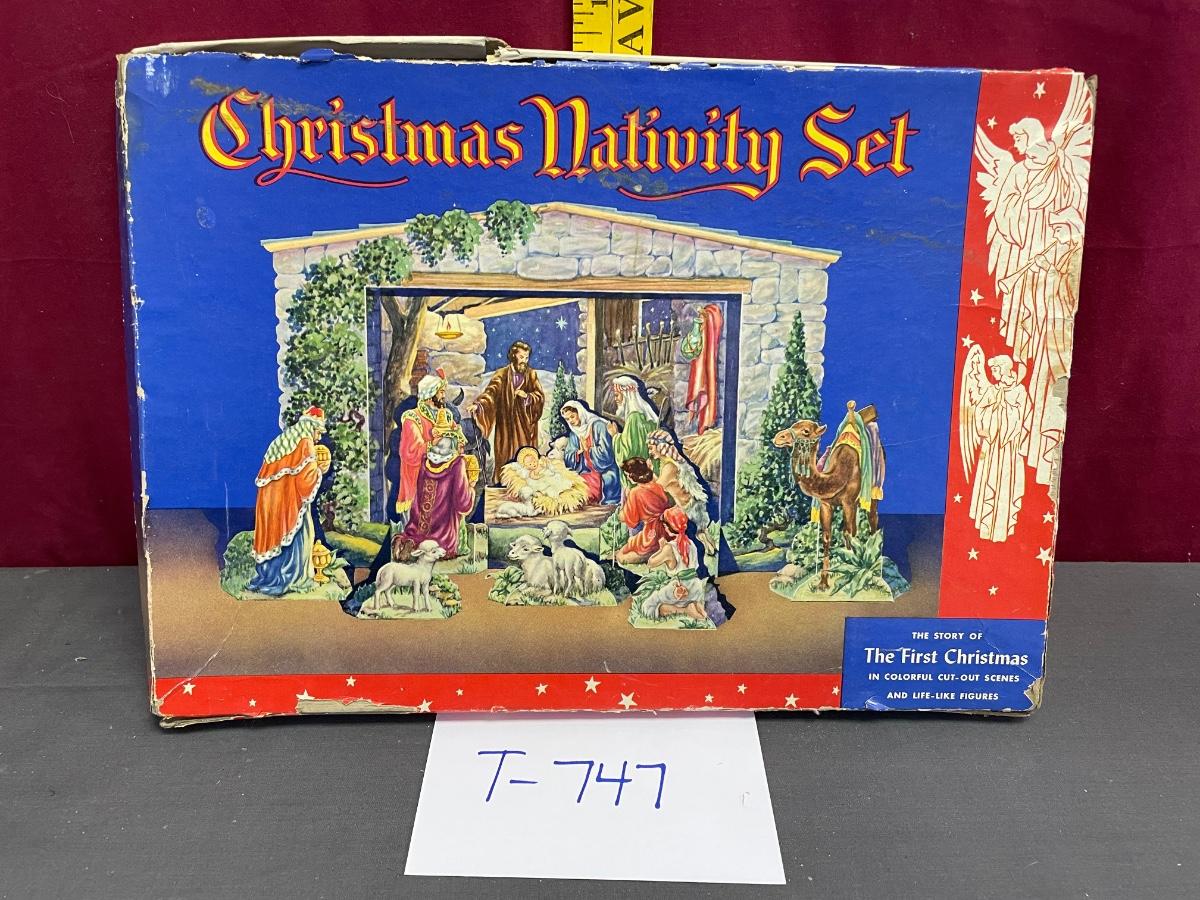 AV
Christmas Nativity Set
THE STORY OF
The First Christmas
IN COLORFUL CUT-OUT SCENES
AND LIFE-LIKE FIGURES
T-747